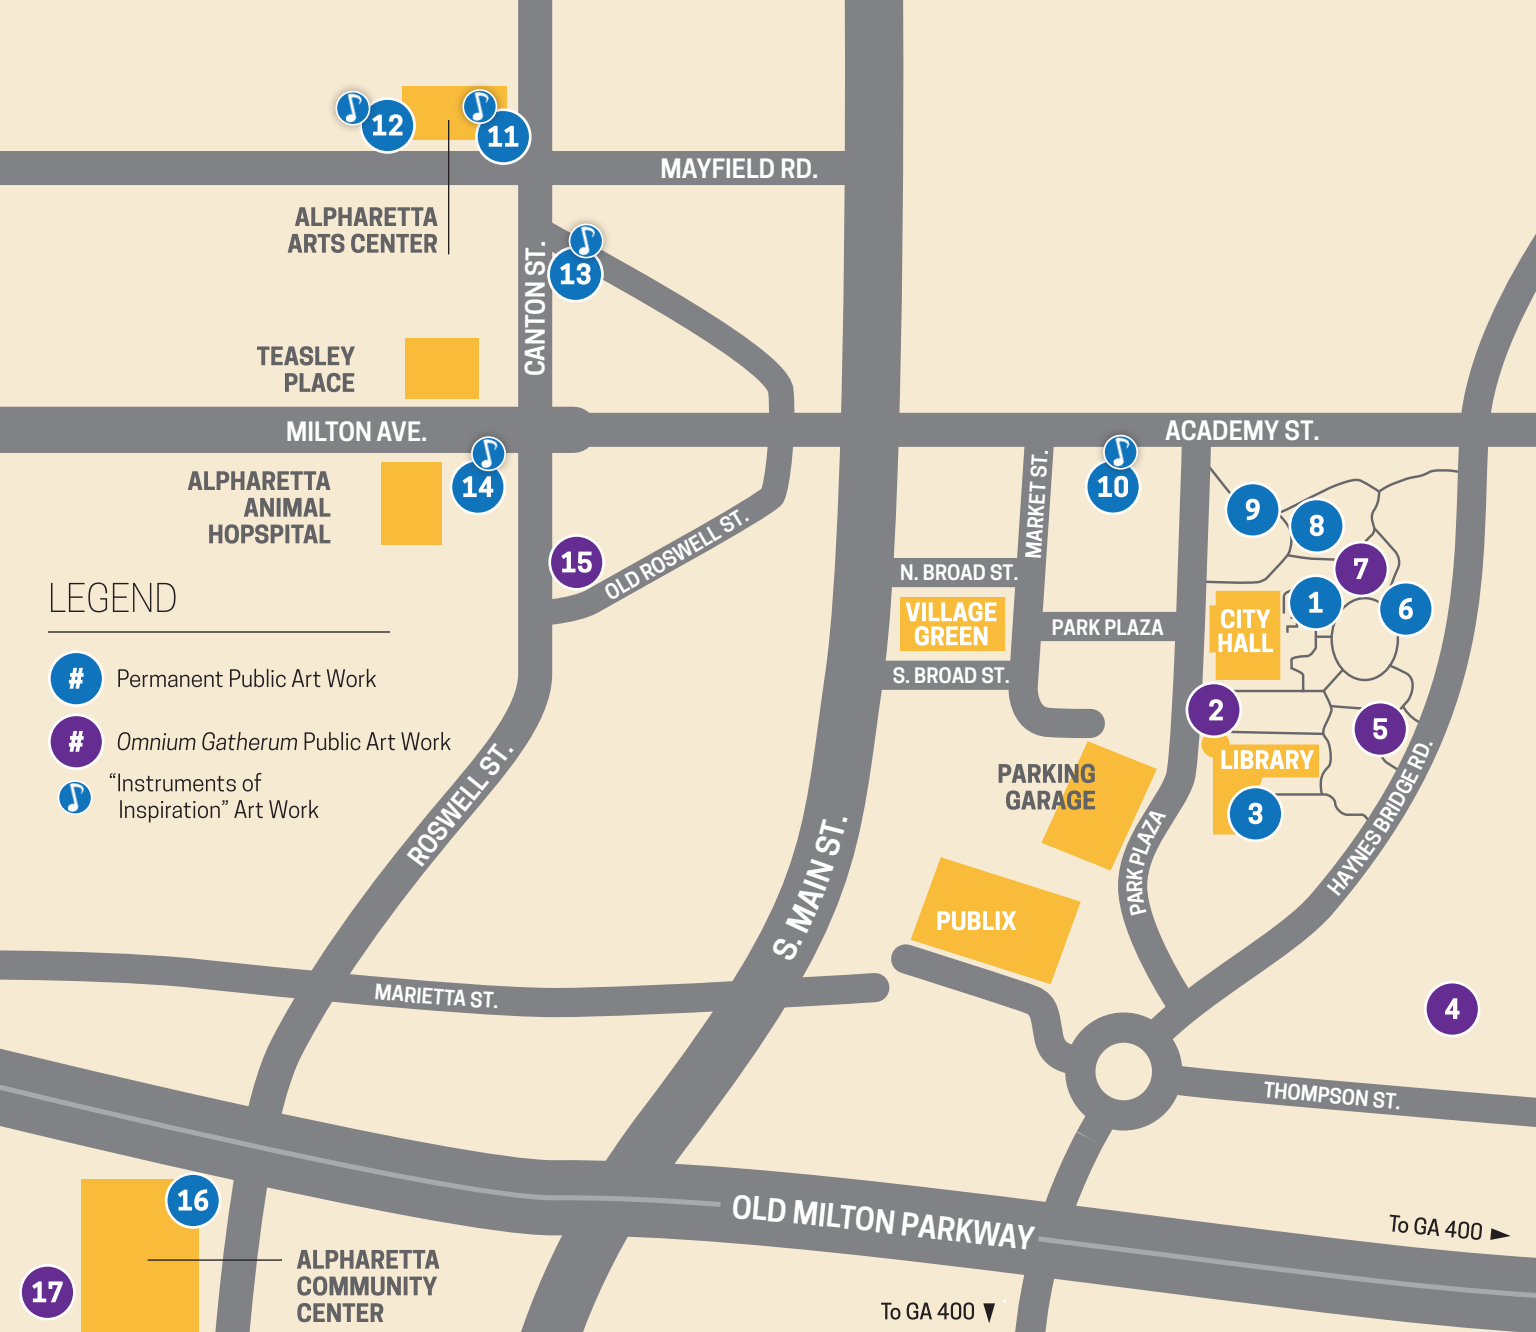 12
11
MAYFIELD RD.
ALPHARETTA
ARTS CENTER
CANTON ST.
13
TEASLEY
PLACE
MILTON AVE.
ACADEMY ST.
ALPHARETTA
ANIMAL
HOPSPITAL
14
MARKET ST.
10
9
8
15
OLD ROSWELL ST.
N. BROAD ST.
7
1
6
VILLAGE
GREEN
PARK PLAZA
CITY
HALL
S. BROAD ST.
2
5
LEGEND
# Permanent Public Art Work
# Omnium Gatherum Public Art Work
“Instruments of
Inspiration” Art Work
ROSWELL ST.
S. MAIN ST.
PARKING
GARAGE
LIBRARY
3
PARK PLAZA
HAYNES BRIDGE RD.
PUBLIX
MARIETTA ST.
4
THOMPSON ST.
OLD MILTON PARKWAY
16
ALPHARETTA
COMMUNITY
CENTER
17
To GA 400
To GA 400